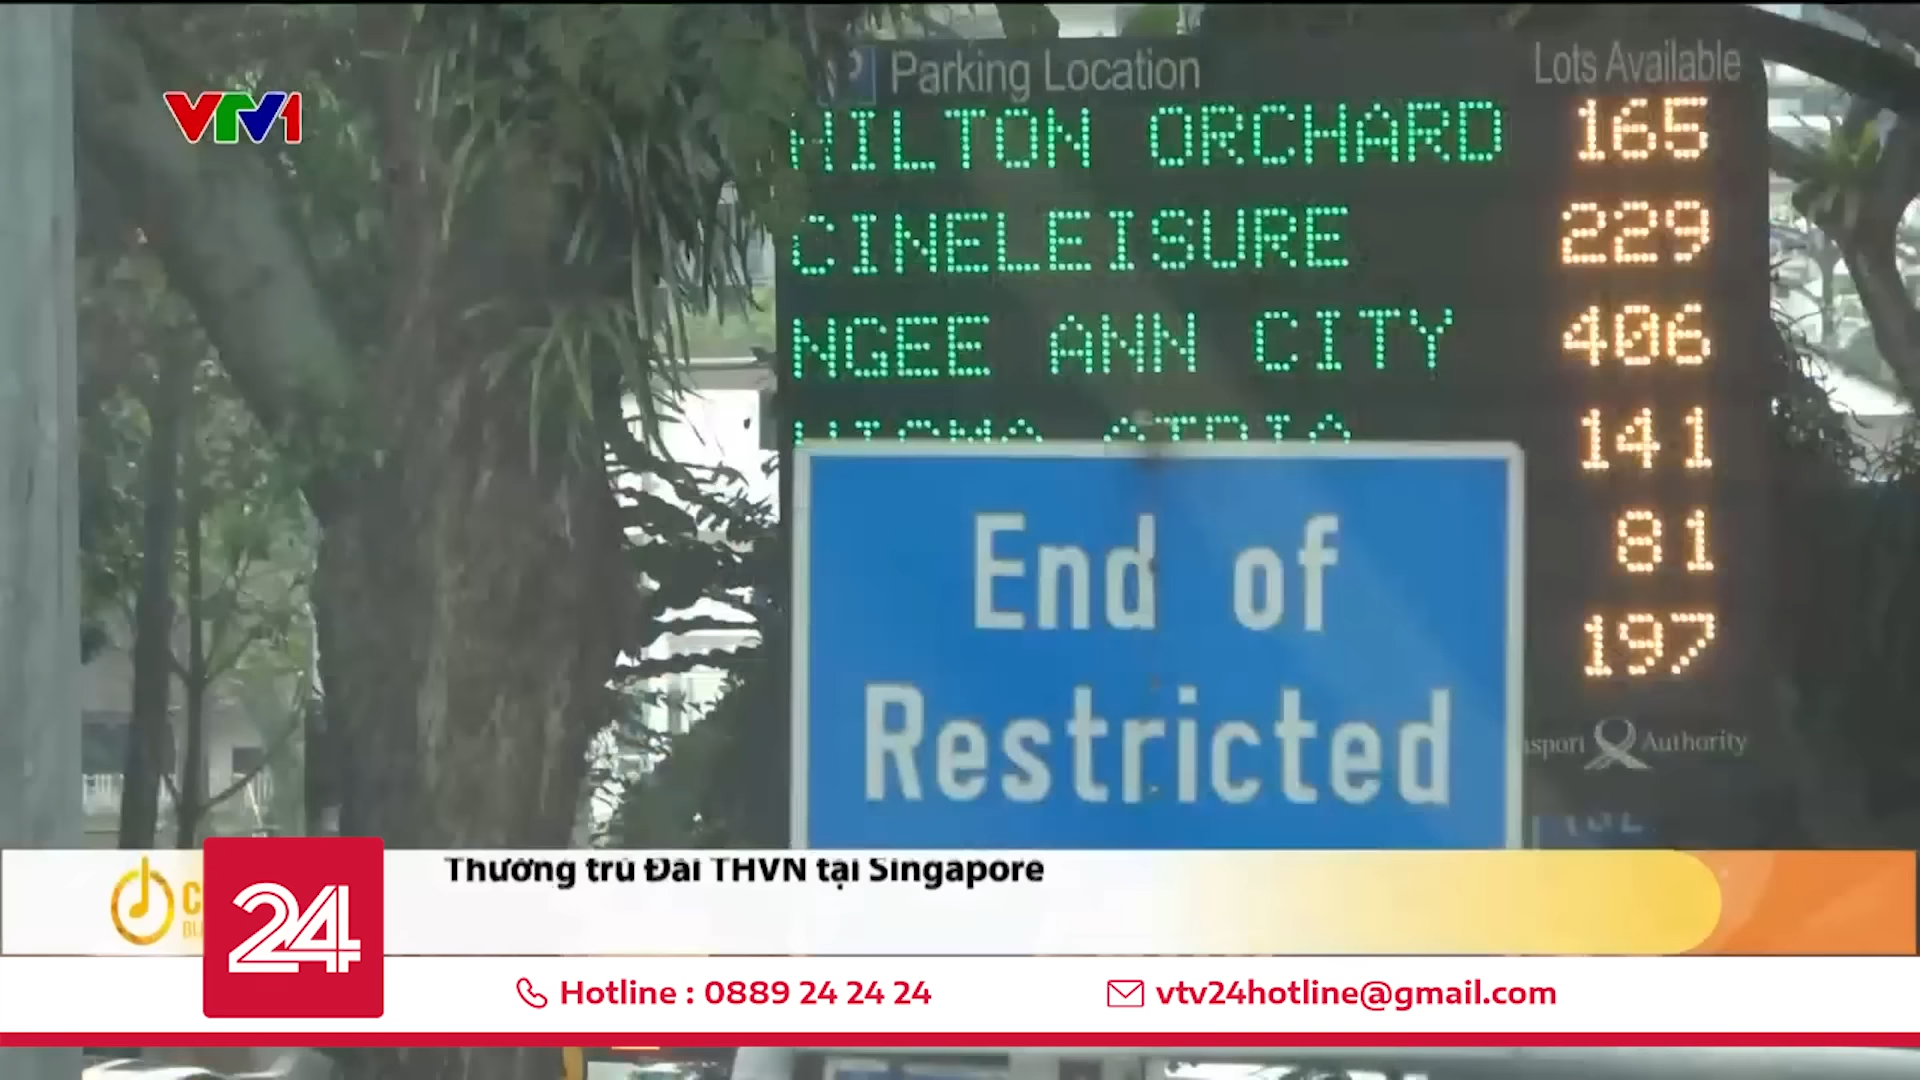 VTV1
P Parking Location Lots Available
HILTON ORCHARD 165
CINELEISURE 229
NGEE ANN CITY 406
141
81
197
End of
Restricted
Authority
Thường trú Đài THVN tại Singapore
24
Hotline : 0889 24 24 24
vtv24hotline@gmail.com